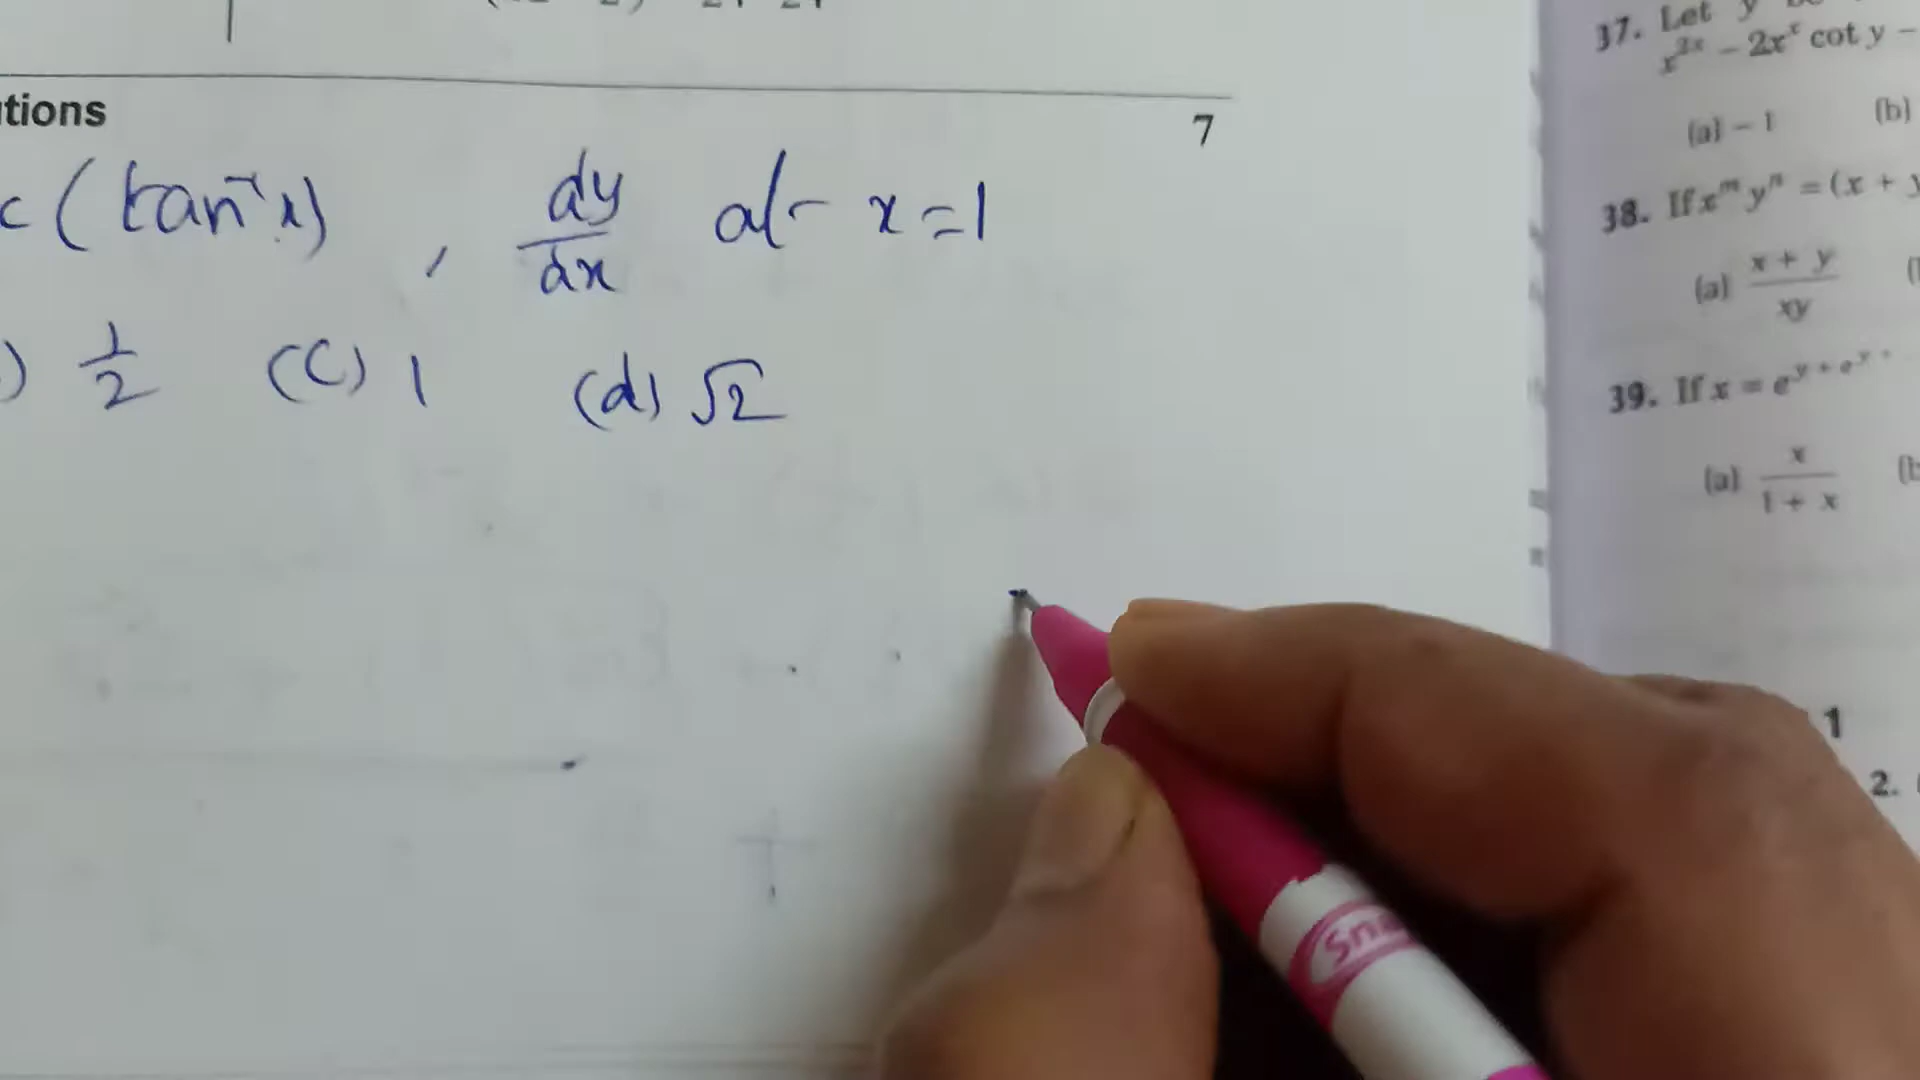 7
c (tan⁻¹x) , dy/dx at x = 1
) 1/2 (C) 1 (d) √2
37. Let y
x²ˣ – 2xˣ cot y –
(a) – 1 (b)
38. If xᵐ yⁿ = (x + y
(a) x + y / xy
39. If x =
(a) x / 1 + x (b
1
2.